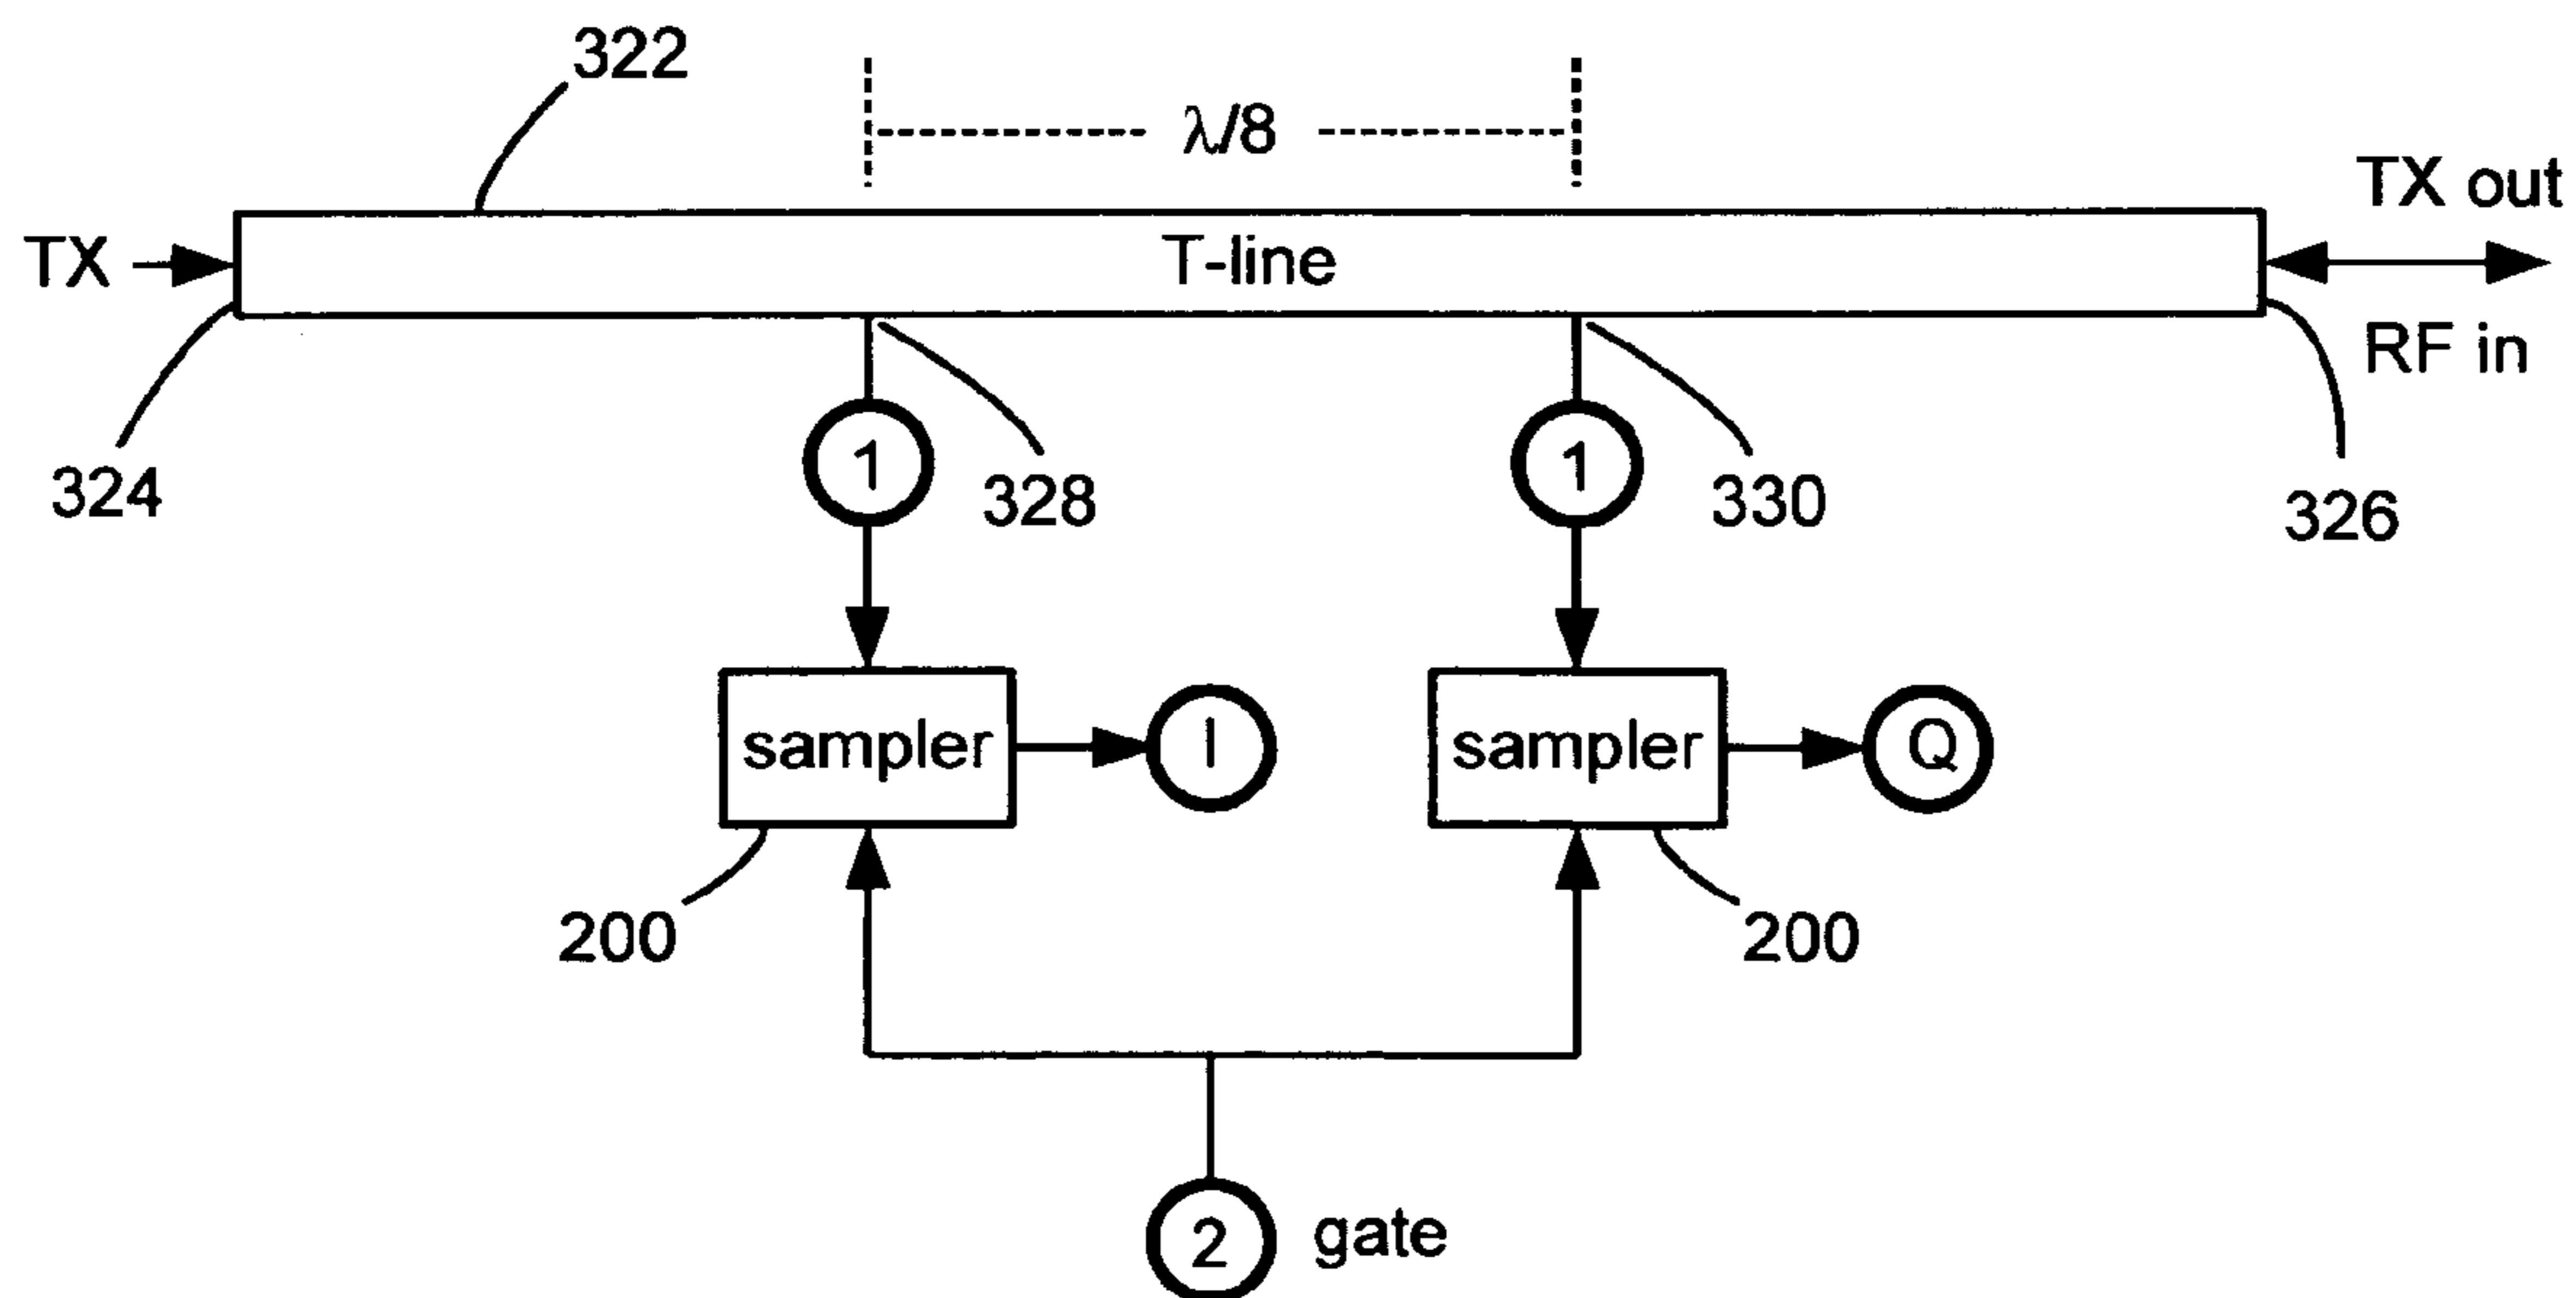 322
λ/8
TX out
TX
T-line
RF in
324
1
328
1
330
326
sampler
I
sampler
Q
200
200
2
gate